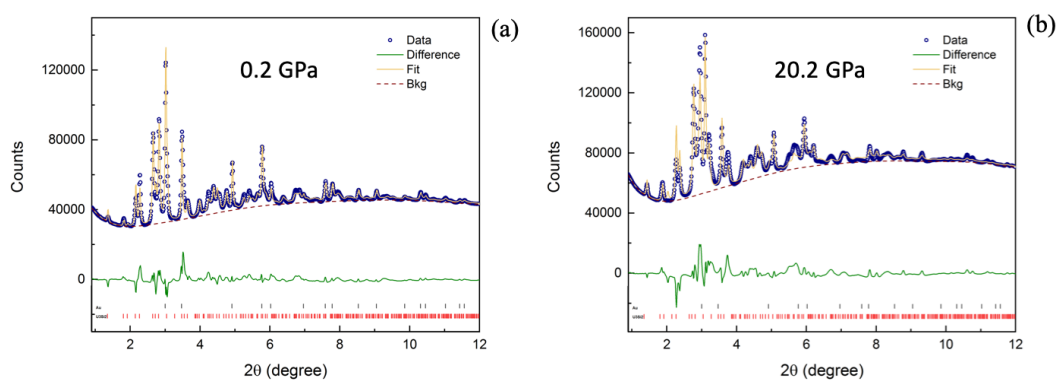 (a)
0.2 GPa
Data
Difference
Fit
Bkg
120000
80000
40000
0
Counts
Au
2
4
6
8
10
12
2θ (degree)
(b)
20.2 GPa
Data
Difference
Fit
Bkg
160000
120000
80000
40000
0
Counts
Au
2
4
6
8
10
12
2θ (degree)